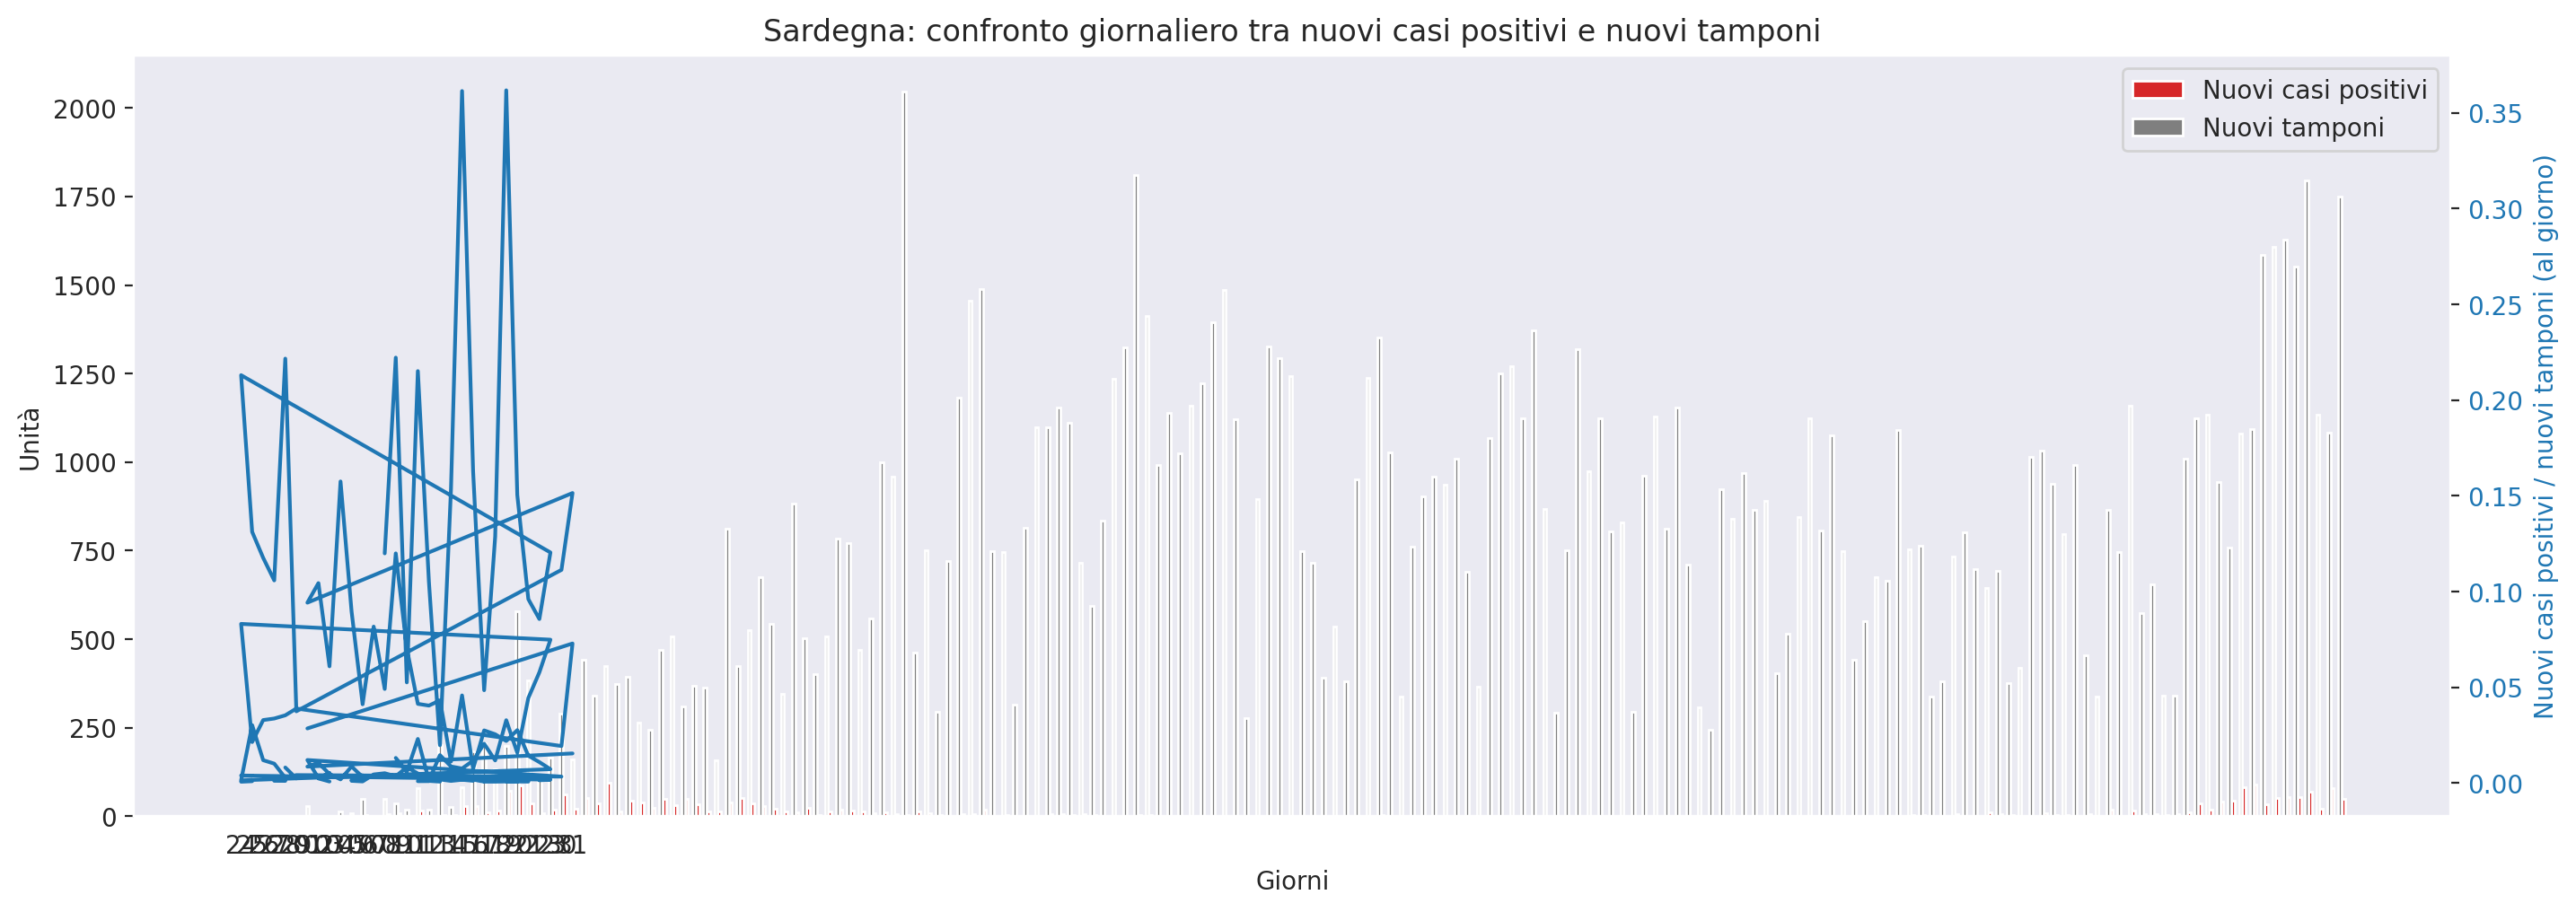 Sardegna: confronto giornaliero tra nuovi casi positivi e nuovi tamponi
Nuovi casi positivi
Nuovi tamponi
Unità
2000
1750
1500
1250
1000
750
500
250
0
0.35
0.30
0.25
0.20
0.15
0.10
0.05
0.00
Nuovi casi positivi / nuovi tamponi (al giorno)
Giorni